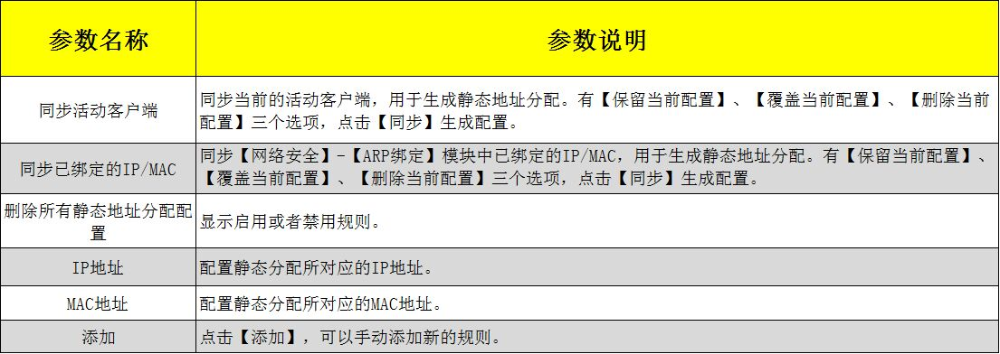 参数名称
参数说明
同步活动客户端
同步当前的活动客户端，用于生成静态地址分配。有【保留当前配置】、【覆盖当前配置】、【删除当前
配置】三个选项，点击【同步】生成配置。
同步已绑定的IP/MAC
同步【网络安全】-【ARP绑定】模块中已绑定的IP/MAC，用于生成静态地址分配。有【保留当前配置】、
【覆盖当前配置】、【删除当前配置】三个选项，点击【同步】生成配置。
删除所有静态地址分配配
置
显示启用或者禁用规则。
IP地址
配置静态分配所对应的IP地址。
MAC地址
配置静态分配所对应的MAC地址。
添加
点击【添加】，可以手动添加新的规则。